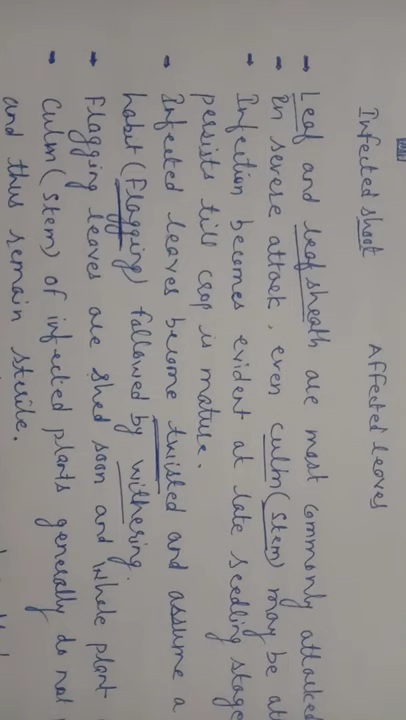 Infected shoot Affected leaves
→ Leaf and leaf sheath are most commonly attacked
→ In severe attack, even culm (stem) may be
→ Infection becomes evident at late seedling stage
persists till crop is mature.
→ Infected leaves become twisted and assume a
habit (Flagging) followed by withering.
→ Flagging leaves are shed soon and whole plant
→ Culm (stem) of infected plants generally do not
and thus remain sterile.